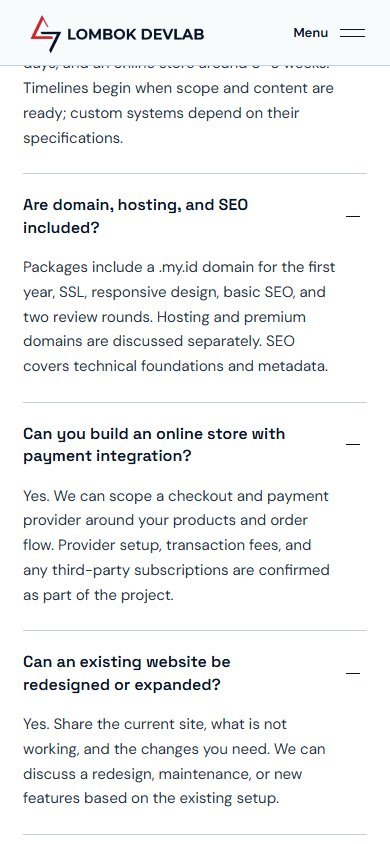 LOMBOK DEVLAB
Menu
Timelines begin when scope and content are
ready; custom systems depend on their
specifications.
Are domain, hosting, and SEO
included?
Packages include a .my.id domain for the first
year, SSL, responsive design, basic SEO, and
two review rounds. Hosting and premium
domains are discussed separately. SEO
covers technical foundations and metadata.
Can you build an online store with
payment integration?
Yes. We can scope a checkout and payment
provider around your products and order
flow. Provider setup, transaction fees, and
any third-party subscriptions are confirmed
as part of the project.
Can an existing website be
redesigned or expanded?
Yes. Share the current site, what is not
working, and the changes you need. We can
discuss a redesign, maintenance, or new
features based on the existing setup.